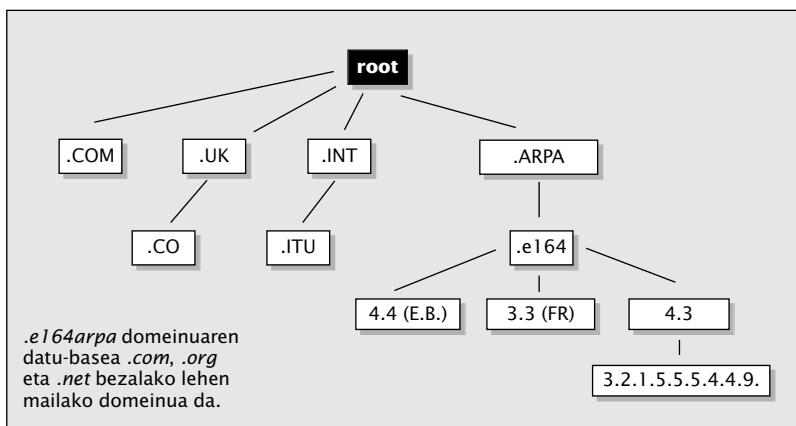 root
.COM
.UK
.INT
.ARPA
.CO
.ITU
.e164
4.4 (E.B.)
3.3 (FR)
4.3
3.2.1.5.5.5.4.4.9.
.e164arpa domeinuaren
datu-basea .com, .org
eta .net bezalako lehen
mailako domeinua da.